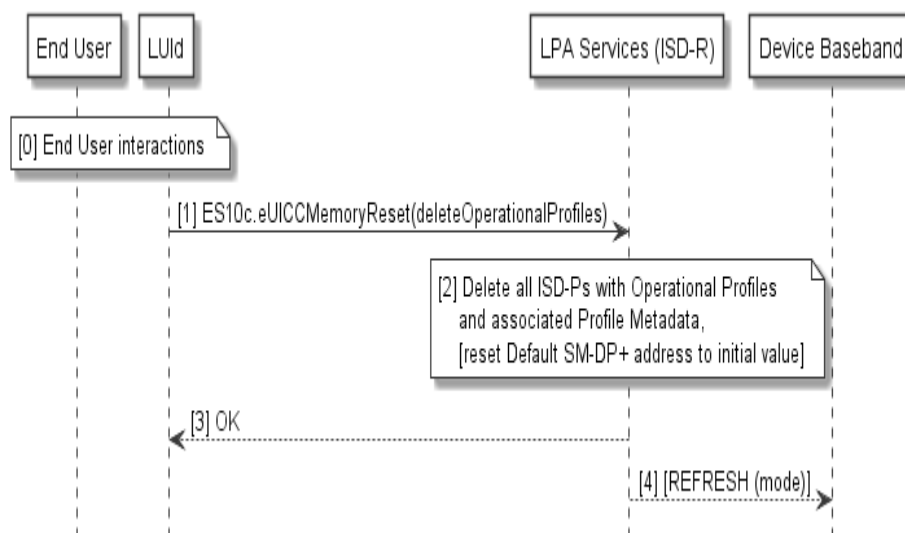 End User
LUId
LPA Services (ISD-R)
Device Baseband
[0] End User interactions
[1] ES10c.eUICCMemoryReset(deleteOperationalProfiles)
[2] Delete all ISD-Ps with Operational Profiles
and associated Profile Metadata,
[reset Default SM-DP+ address to initial value]
[3] OK
[4] [REFRESH (mode)]